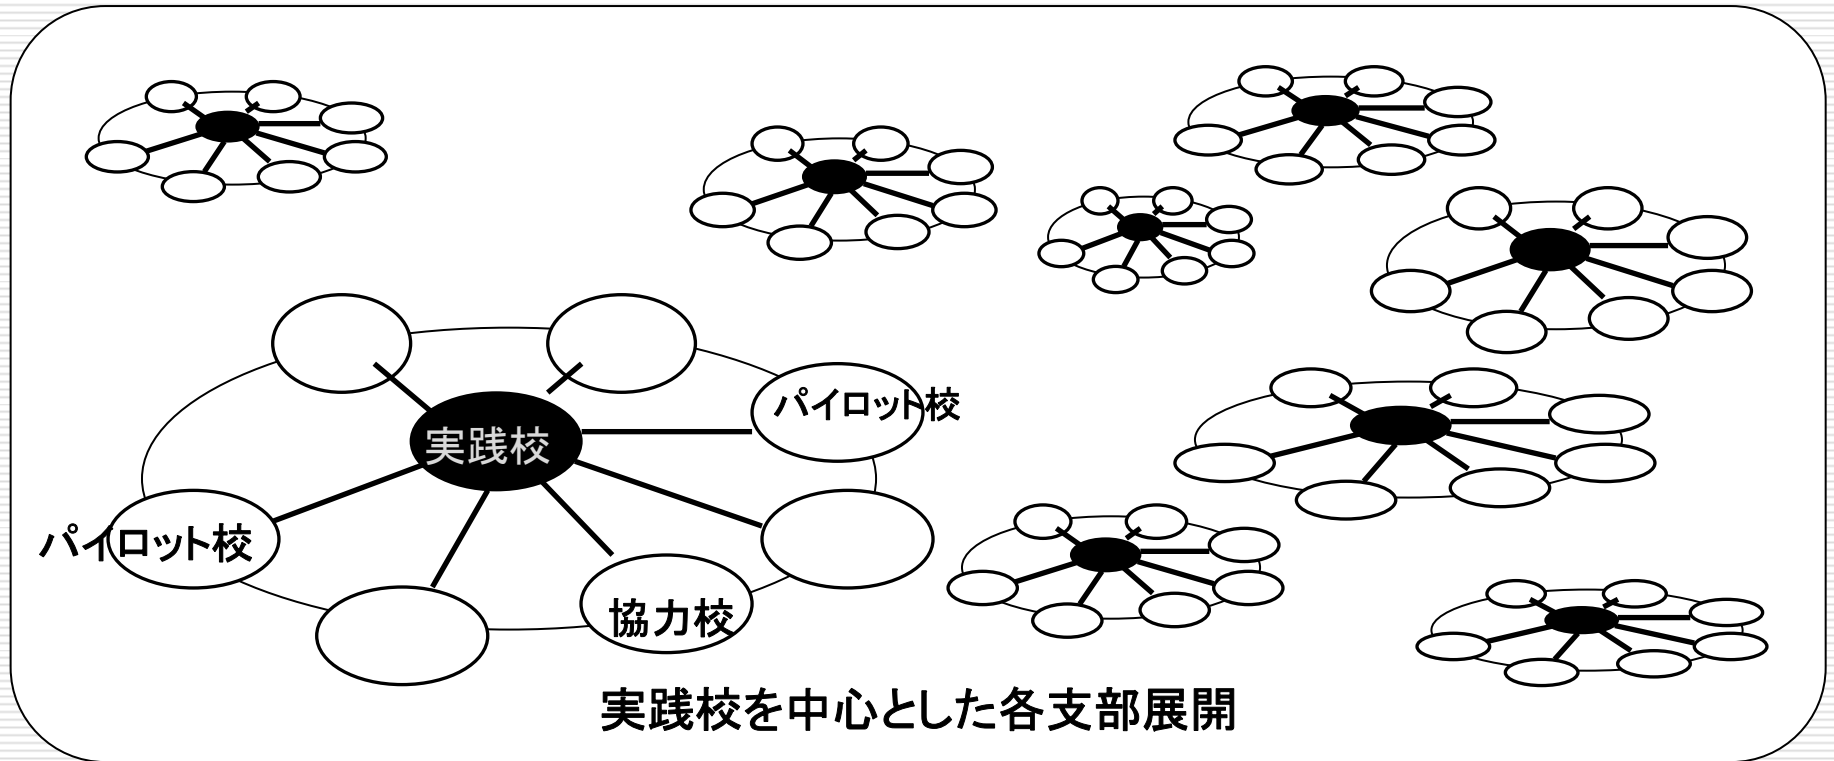 パイロット校
実践校
パイロット校
協力校
実践校を中心とした各支部展開